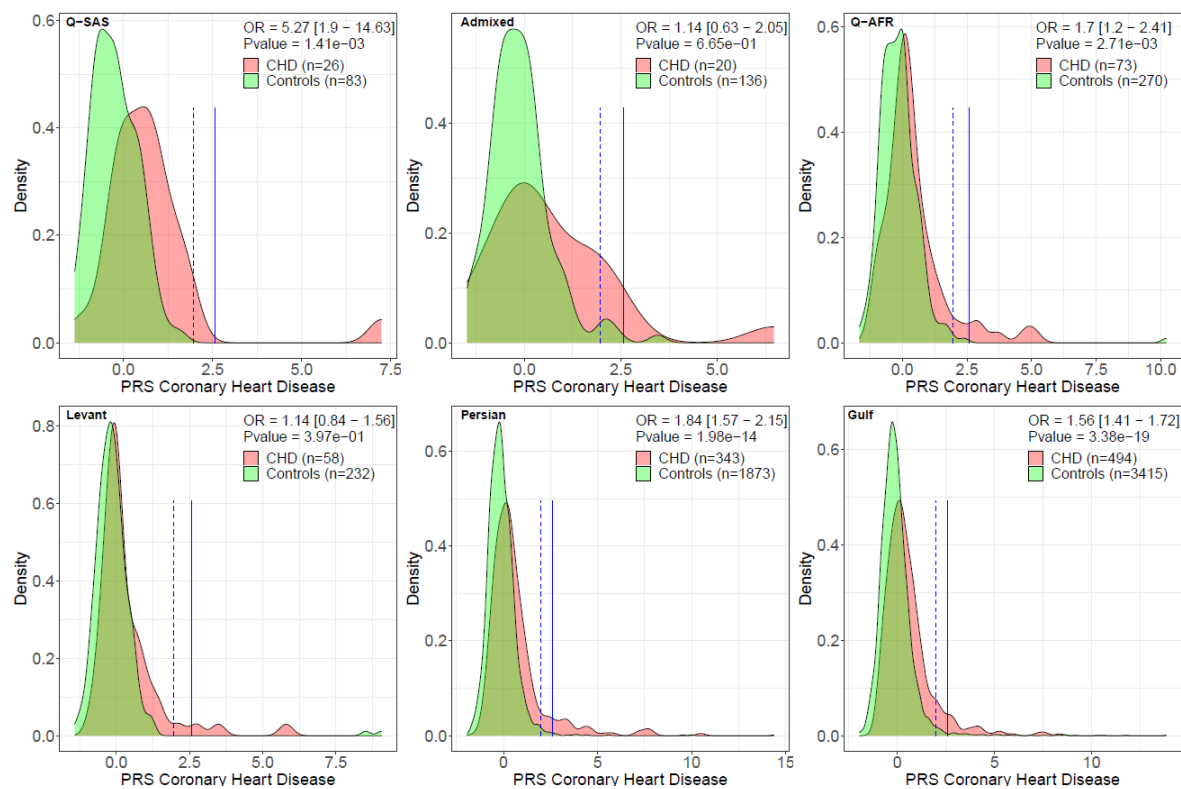 Q-SAS
OR = 5.27 [1.9 − 14.63]
Pvalue = 1.41e−03
CHD (n=26)
Controls (n=83)
0.6
0.4
0.2
0.0
Density
0.0
2.5
5.0
7.5
PRS Coronary Heart Disease
Admixed
OR = 1.14 [0.63 − 2.05]
Pvalue = 6.65e−01
CHD (n=20)
Controls (n=136)
0.4
0.2
0.0
Density
0.0
2.5
5.0
PRS Coronary Heart Disease
Q-AFR
OR = 1.7 [1.2 − 2.41]
Pvalue = 2.71e−03
CHD (n=73)
Controls (n=270)
0.6
0.4
0.2
0.0
Density
0.0
2.5
5.0
7.5
10.0
PRS Coronary Heart Disease
Levant
OR = 1.14 [0.84 − 1.56]
Pvalue = 3.97e−01
CHD (n=58)
Controls (n=232)
0.8
0.6
0.4
0.2
0.0
Density
0.0
2.5
5.0
7.5
PRS Coronary Heart Disease
Persian
OR = 1.84 [1.57 − 2.15]
Pvalue = 1.98e−14
CHD (n=343)
Controls (n=1873)
0.6
0.4
0.2
0.0
Density
0
5
10
15
PRS Coronary Heart Disease
Gulf
OR = 1.56 [1.41 − 1.72]
Pvalue = 3.38e−19
CHD (n=494)
Controls (n=3415)
0.6
0.4
0.2
0.0
Density
0
5
10
PRS Coronary Heart Disease